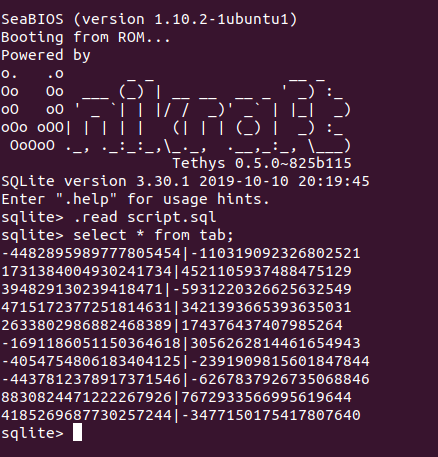 SeaBIOS (version 1.10.2-1ubuntu1)
Booting from ROM...
Powered by
o.   .o       _ _               __ _
Oo   Oo  ___ (_) | __ __  __ _ ' _) :_
oO   oO ' _ `| | |/ /  _)' _` | |_|  _)
oOo oOO| | | | |   (| | | (_) |  _) :_
 OoOoO ._, ._:_:_,\_._,  .__,_:_, \___)
                  Tethys 0.5.0~825b115
SQLite version 3.30.1 2019-10-10 20:19:45
Enter ".help" for usage hints.
sqlite> .read script.sql
sqlite> select * from tab;
-4482895989777805454|-110319092326802521
1731384004930241734|4521105937488475129
394829130239418471|-5931220326625632549
4715172377251814631|3421393665393635031
2633802986882468389|174376437407985264
-1691186051150364618|3056262814461654943
-4054754806183404125|-2391909815601847844
-4437812378917371546|-6267837926735068846
8830824471222267926|7672933566995619644
4185269687730257244|-3477150175417807640
sqlite>